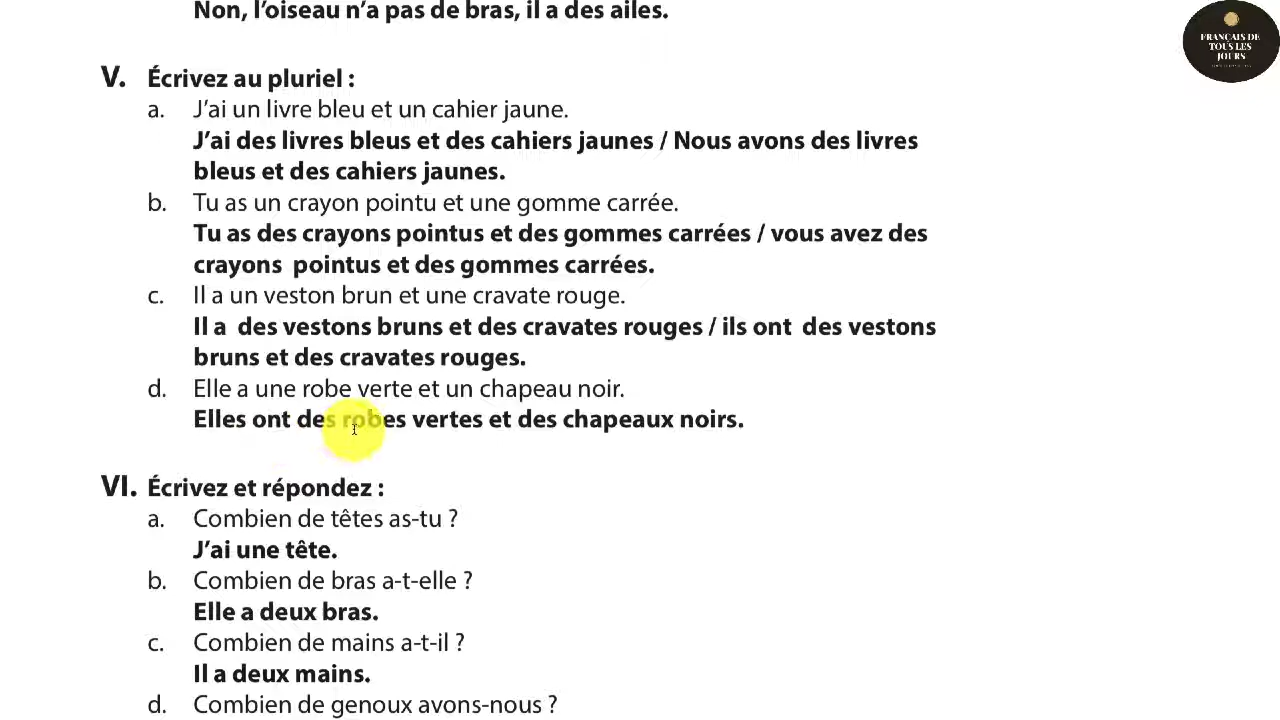 Non, l'oiseau n'a pas de bras, il a des ailes.
FRANÇAIS DE
TOUS LES
JOURS
V. Écrivez au pluriel :
a. J'ai un livre bleu et un cahier jaune.
J'ai des livres bleus et des cahiers jaunes / Nous avons des livres
bleus et des cahiers jaunes.
b. Tu as un crayon pointu et une gomme carrée.
Tu as des crayons pointus et des gommes carrées / vous avez des
crayons pointus et des gommes carrées.
c. Il a un veston brun et une cravate rouge.
Il a des vestons bruns et des cravates rouges / ils ont des vestons
bruns et des cravates rouges.
d. Elle a une robe verte et un chapeau noir.
Elles ont des robes vertes et des chapeaux noirs.
VI. Écrivez et répondez :
a. Combien de têtes as-tu ?
J'ai une tête.
b. Combien de bras a-t-elle ?
Elle a deux bras.
c. Combien de mains a-t-il ?
Il a deux mains.
d. Combien de genoux avons-nous ?